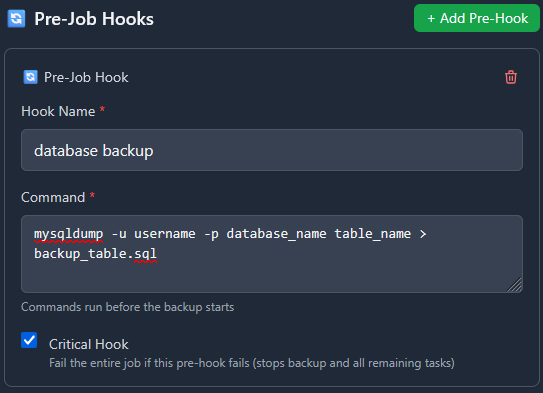 Pre-Job Hooks
+ Add Pre-Hook
Pre-Job Hook
Hook Name *
database backup
Command *
mysqldump -u username -p database_name table_name >
backup_table.sql
Commands run before the backup starts
Critical Hook
Fail the entire job if this pre-hook fails (stops backup and all remaining tasks)